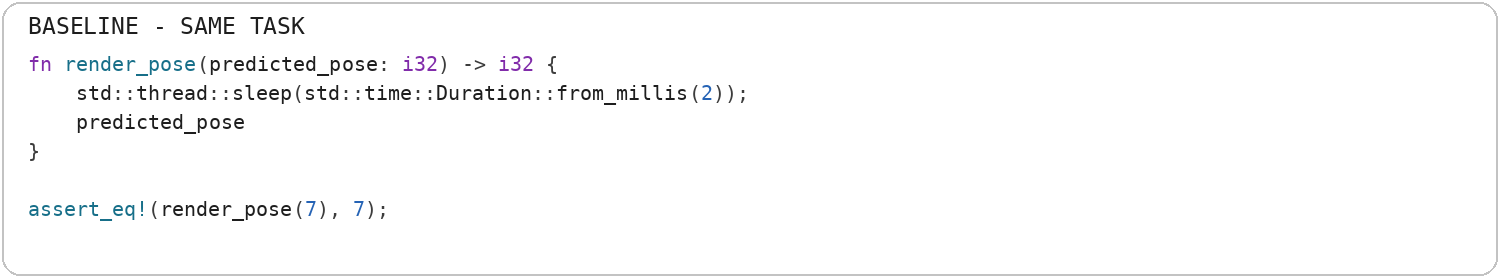 BASELINE - SAME TASK
fn render_pose(predicted_pose: i32) -> i32 {
    std::thread::sleep(std::time::Duration::from_millis(2));
    predicted_pose
}
assert_eq!(render_pose(7), 7);